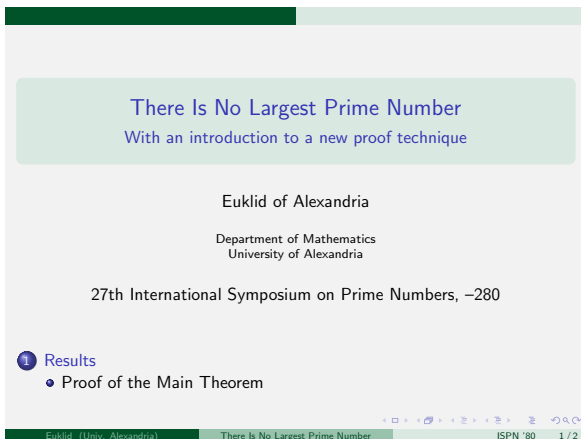 There Is No Largest Prime Number
With an introduction to a new proof technique
Euklid of Alexandria
Department of Mathematics
University of Alexandria
27th International Symposium on Prime Numbers, –280
1 Results
Proof of the Main Theorem
Euklid (Univ. Alexandria) There Is No Largest Prime Number ISPN '80 1 / 2